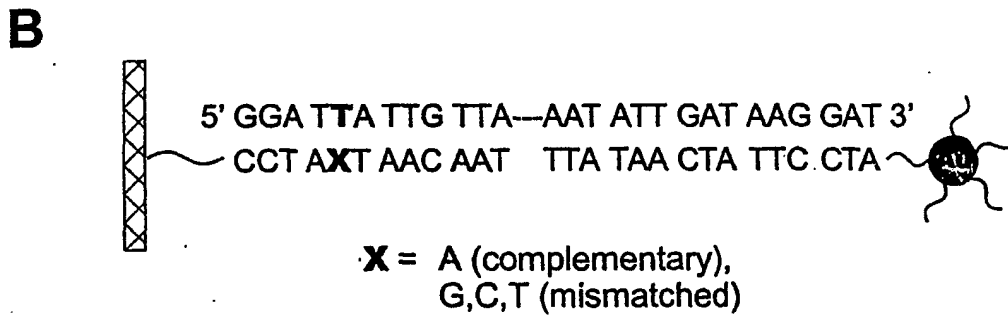 B
5' GGA TTA TTG TTA---AAT ATT GAT AAG GAT 3'
CCT AXT AAC AAT TTA TAA CTA TTC CTA
Au
X = A (complementary),
G,C,T (mismatched)